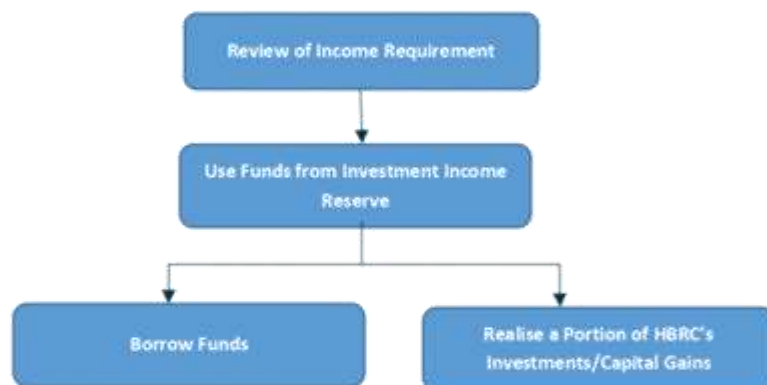 Review of Income Requirement
Use Funds from Investment Income
Reserve
Borrow Funds
Realise a Portion of HBRC's
Investments/Capital Gains